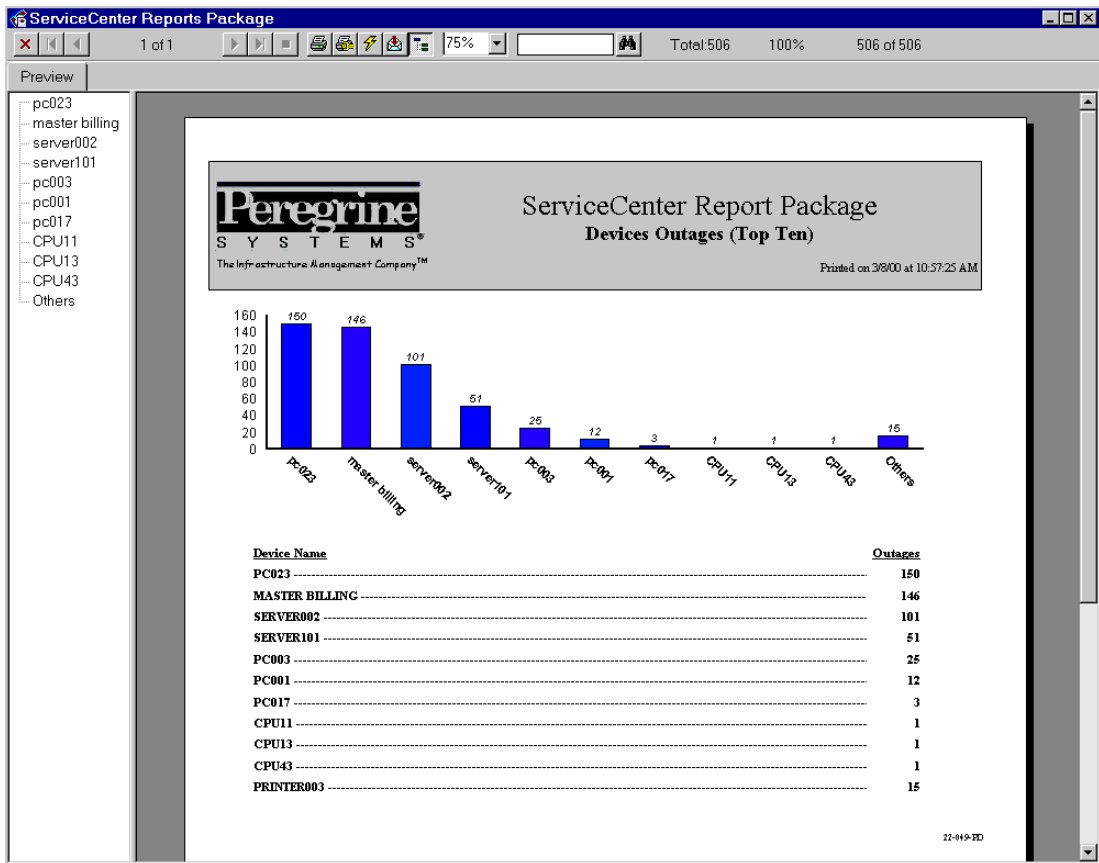 ServiceCenter Reports Package
1 of 1 75% Total:506 100% 506 of 506
Preview
pc023
master billing
server002
server101
pc003
pc001
pc017
CPU11
CPU13
CPU43
Others
Peregrine
SYSTEMS®
The Infrastructure Management Company™
ServiceCenter Report Package
Devices Outages (Top Ten)
Printed on 3/8/00 at 10:57:25 AM
160
140
120
100
80
60
40
20
0
150
146
101
51
25
12
3
1
1
1
15
pc023
master billing
server002
server101
pc003
pc001
pc017
CPU11
CPU13
CPU43
Others
Device Name Outages
PC023 150
MASTER BILLING 146
SERVER002 101
SERVER101 51
PC003 25
PC001 12
PC017 3
CPU11 1
CPU13 1
CPU43 1
PRINTER003 15
22-049-PD